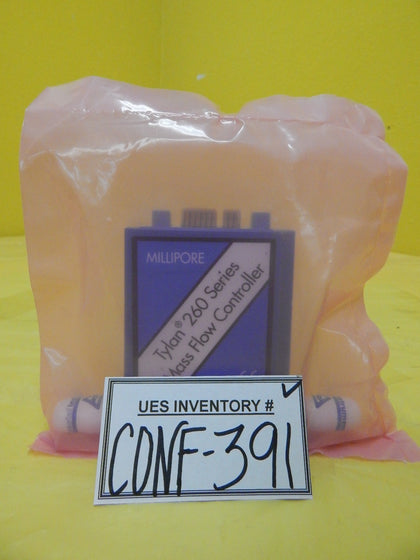 MILLIPORE
Tylan® 260 Series
Mass Flow Controller
UES INVENTORY #
CONF-391